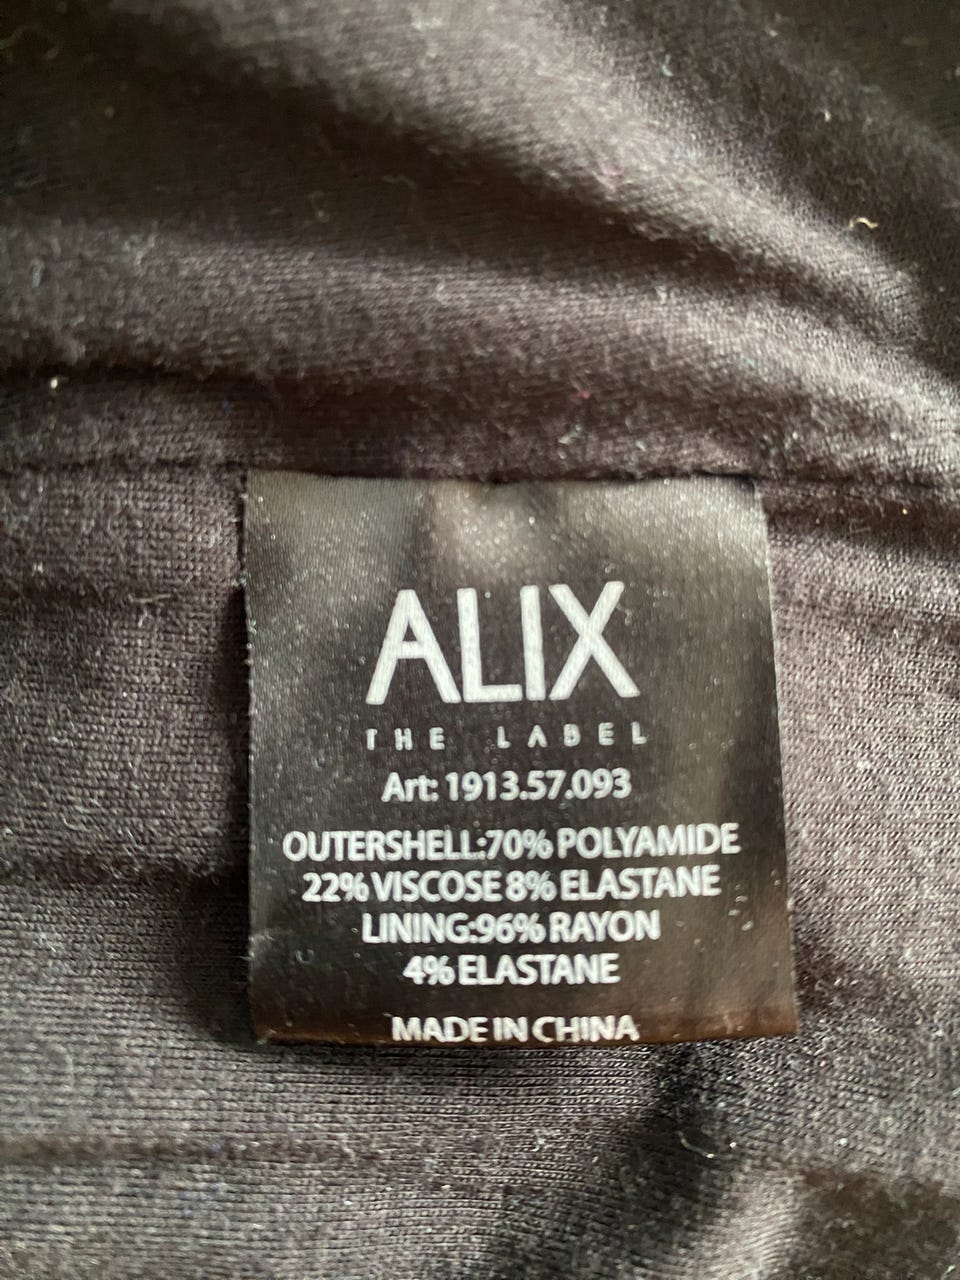 ALIX
THE LABEL
Art: 1913.57.093
OUTERSHELL:70% POLYAMIDE
22% VISCOSE 8% ELASTANE
LINING:96% RAYON
4% ELASTANE
MADE IN CHINA